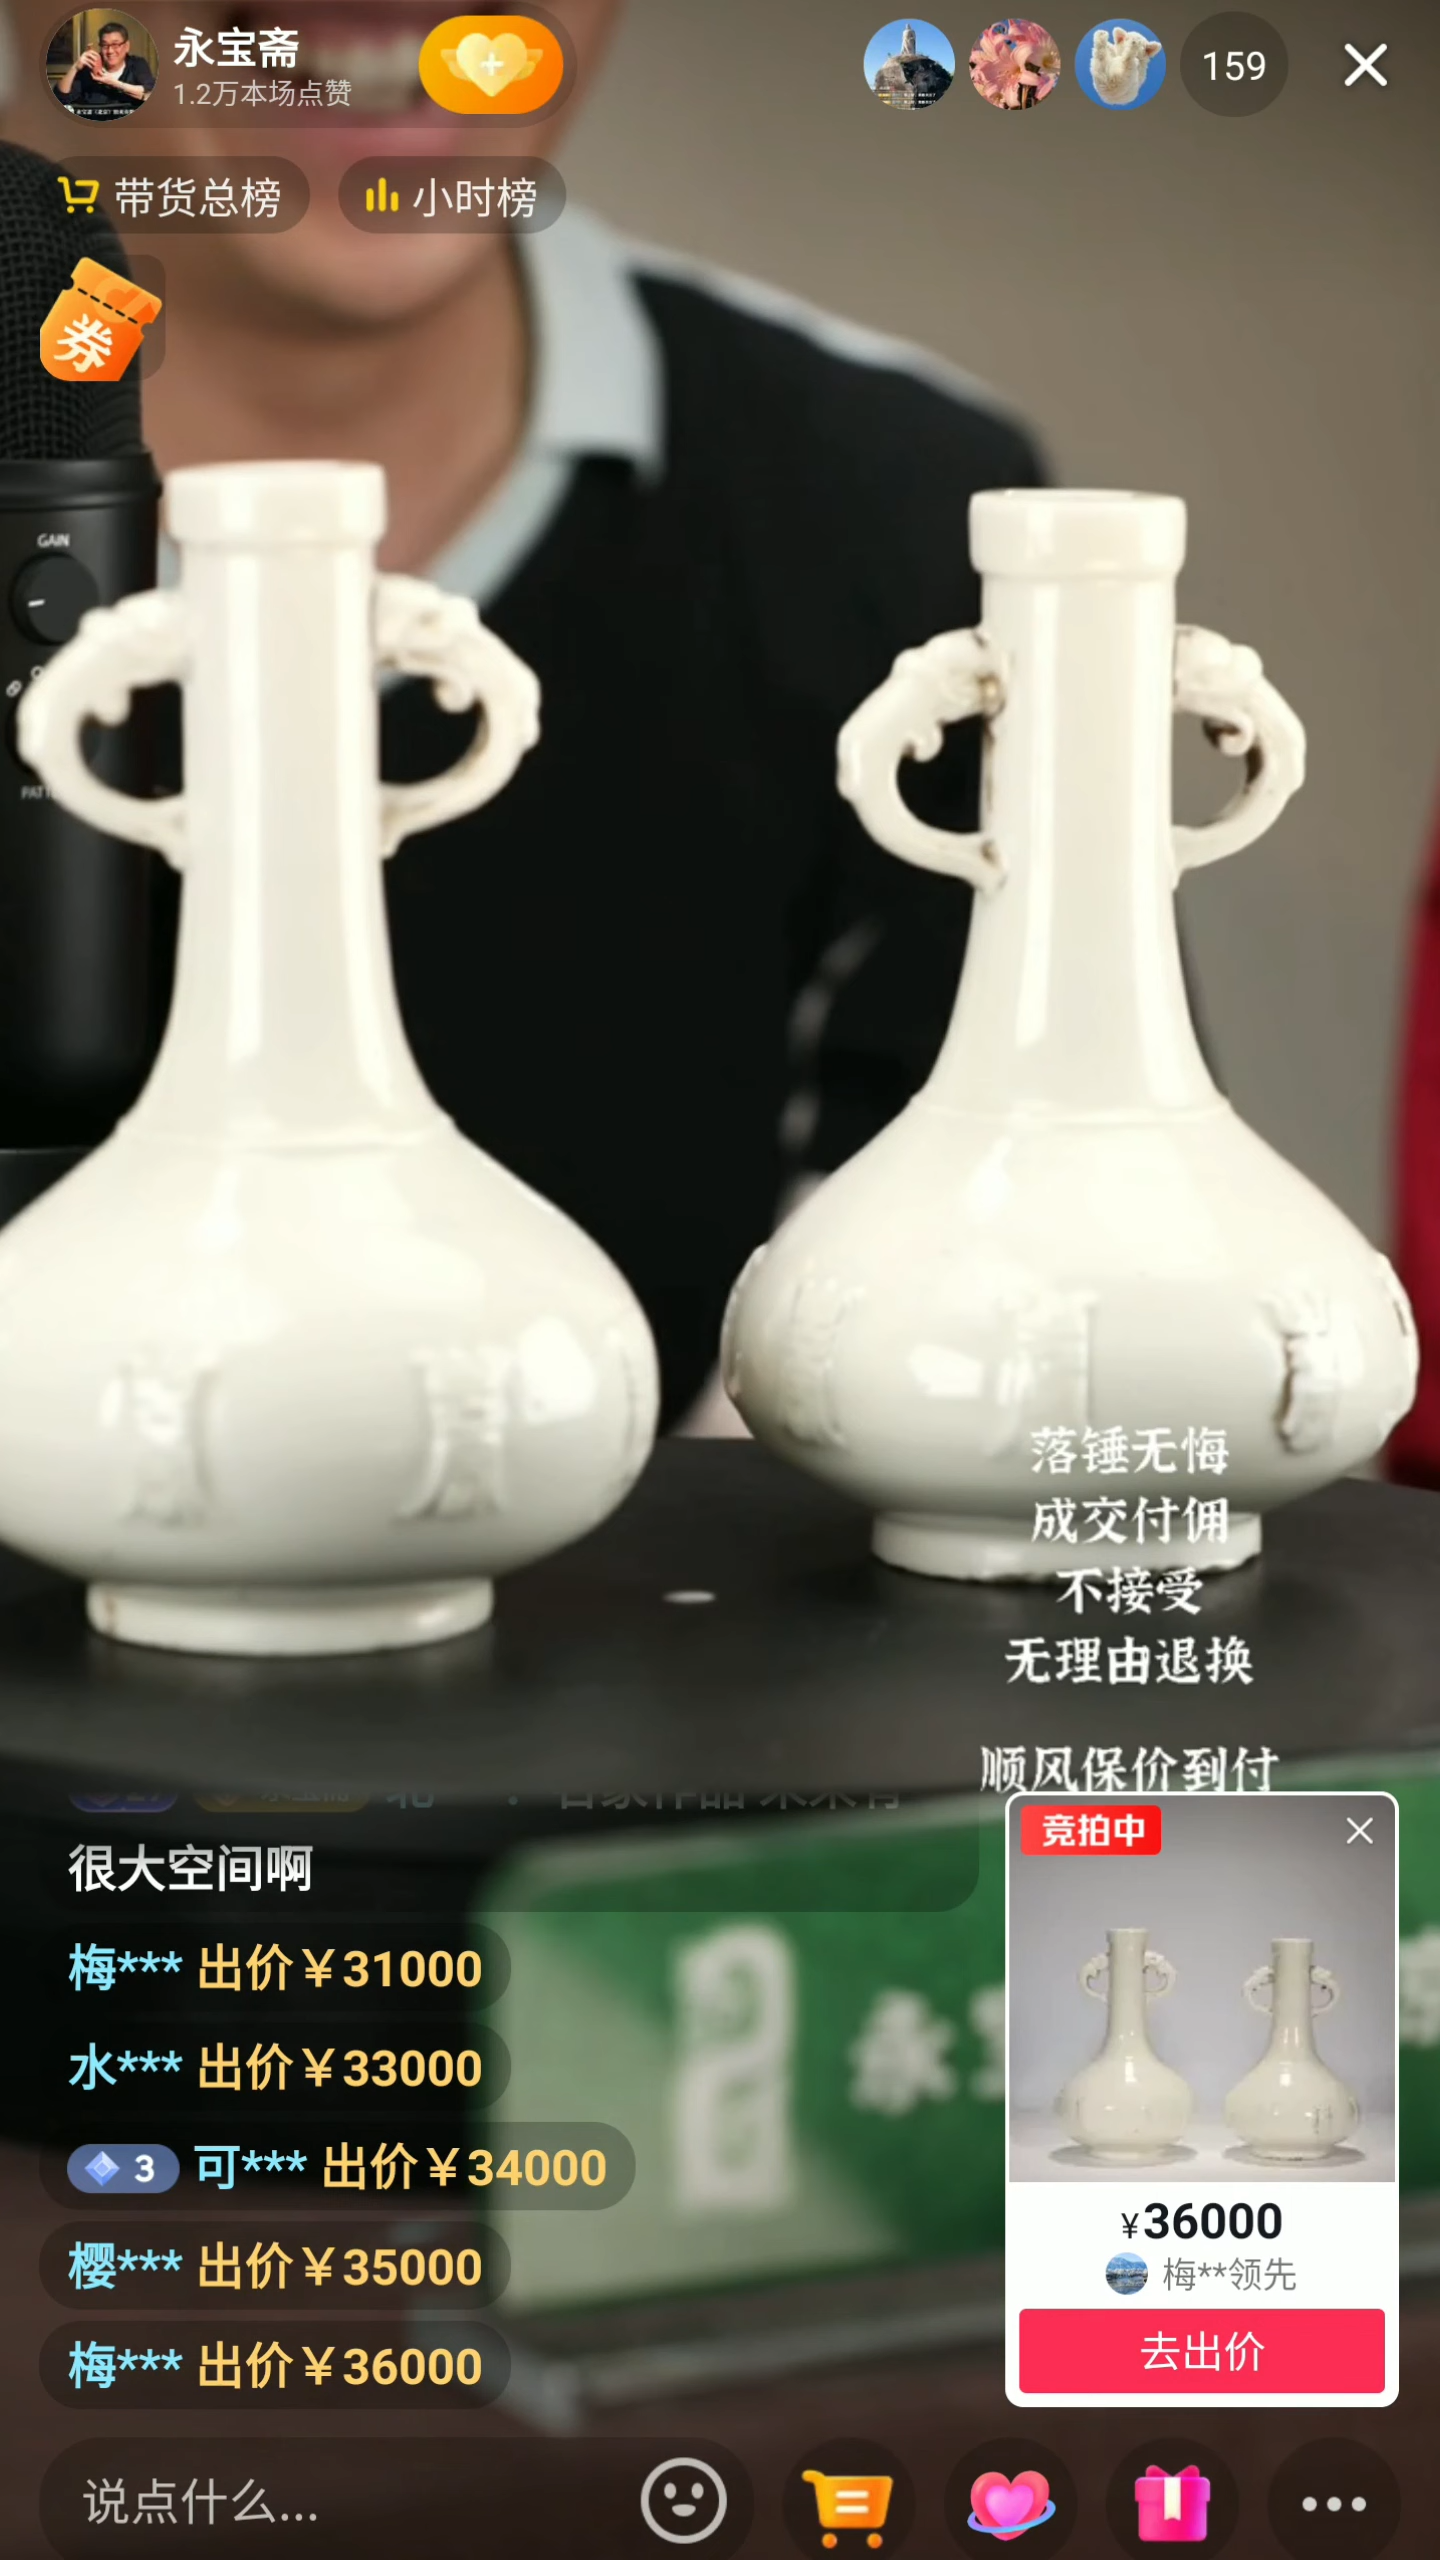 永宝斋
1.2万本场点赞
159
带货总榜
小时榜
券
GAIN
落锤无悔
成交付佣
不接受
无理由退换
顺风保价到付
很大空间啊
梅*** 出价¥31000
水*** 出价¥33000
3 可*** 出价¥34000
樱*** 出价¥35000
梅*** 出价¥36000
竞拍中
¥36000
梅**领先
去出价
说点什么...